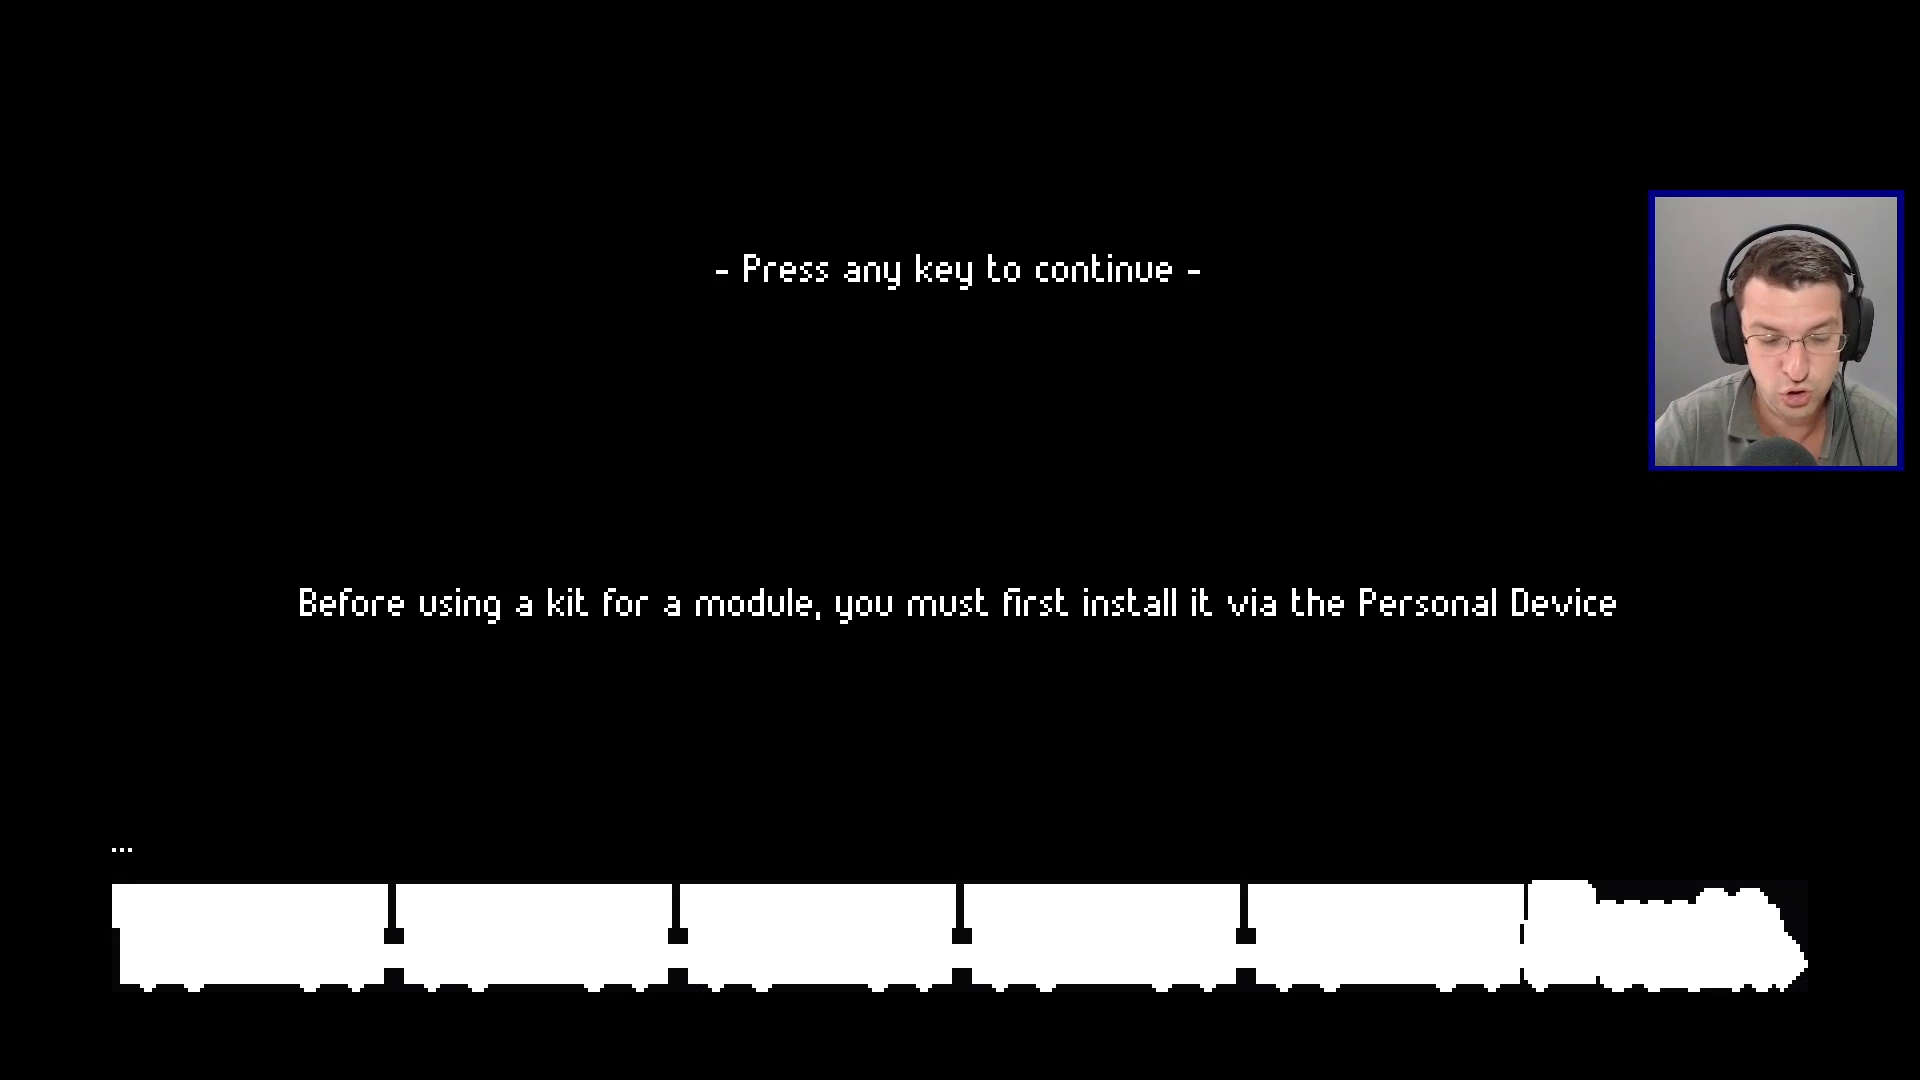 - Press any key to continue -
Before using a kit for a module, you must first install it via the Personal Device
...